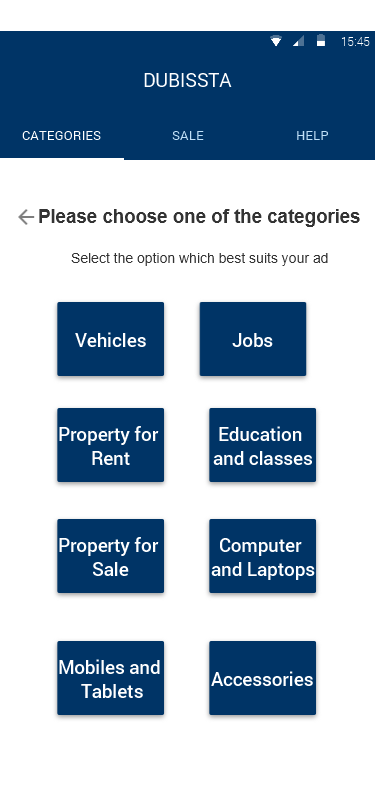 15:45
DUBISSTA
CATEGORIES SALE HELP
Please choose one of the categories
Select the option which best suits your ad
Vehicles
Jobs
Property for
Rent
Education
and classes
Property for
Sale
Computer
and Laptops
Mobiles and
Tablets
Accessories